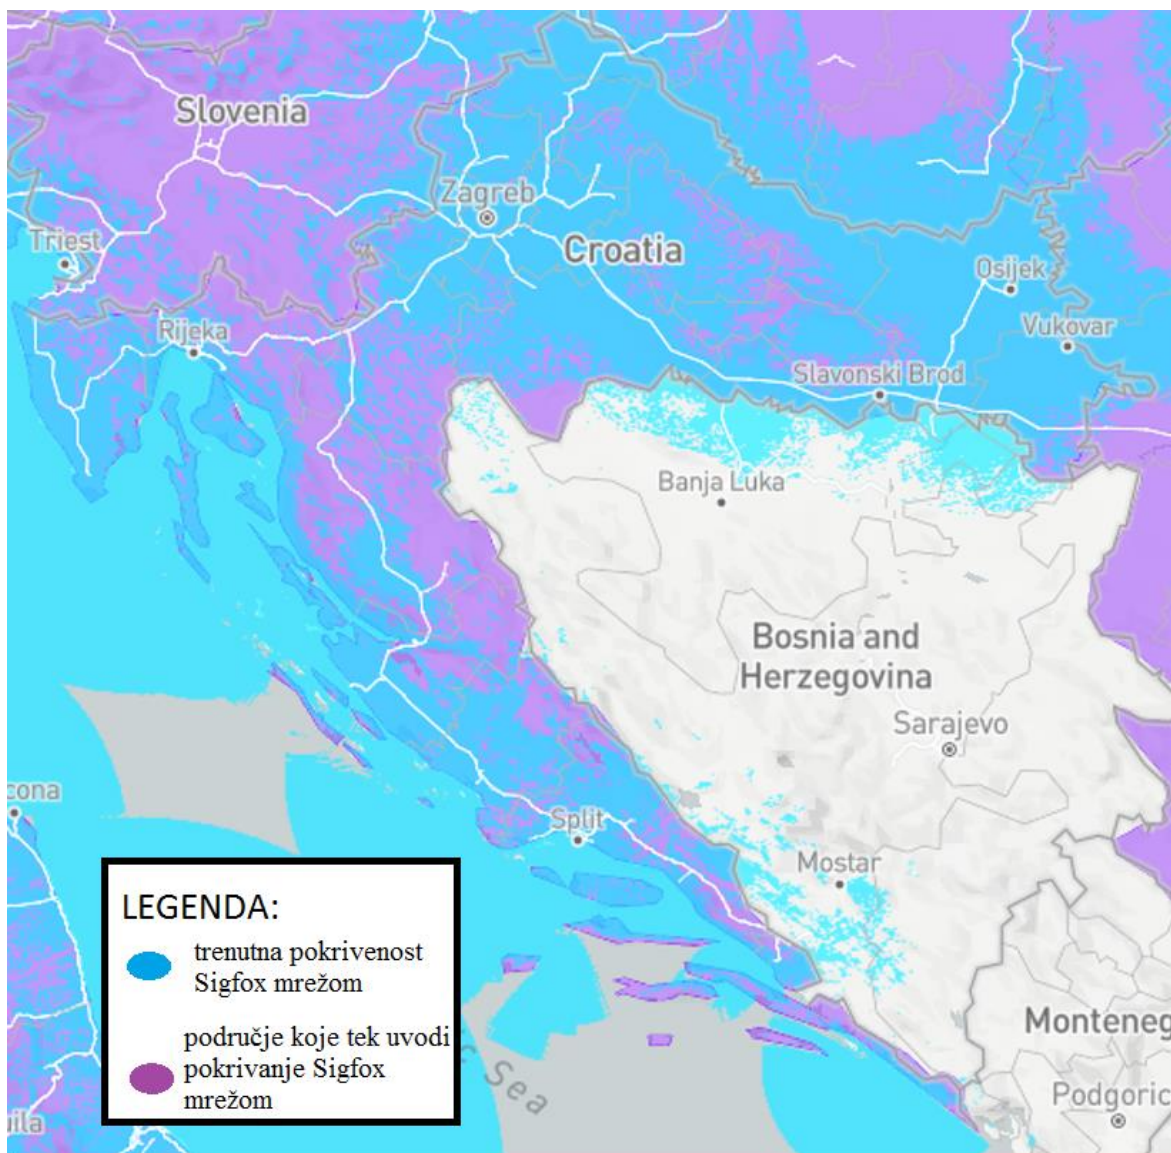 Slovenia
Zagreb
Triest
Croatia
Osijek
Rijeka
Vukovar
Slavonski Brod
Banja Luka
Bosnia and
Herzegovina
Sarajevo
cona
Split
Mostar
LEGENDA:
trenutna pokrivenost
Sigfox mrežom
područje koje tek uvodi
pokrivanje Sigfox
mrežom
c Sea
Monteneg
Podgoric
uila